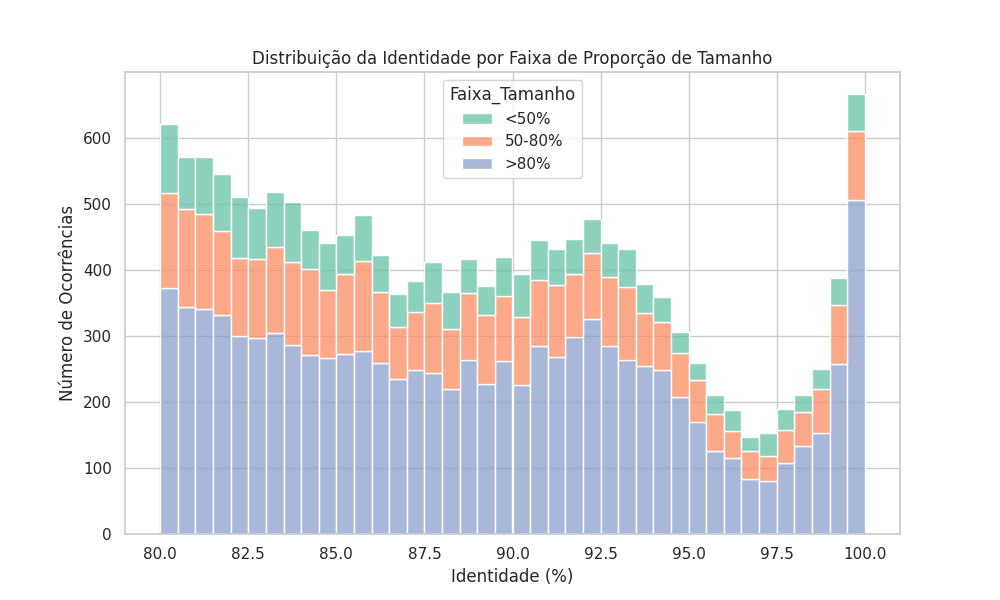 Distribuição da Identidade por Faixa de Proporção de Tamanho
Faixa_Tamanho
<50%
50-80%
>80%
Número de Ocorrências
600
500
400
300
200
100
0
80.0 82.5 85.0 87.5 90.0 92.5 95.0 97.5 100.0
Identidade (%)